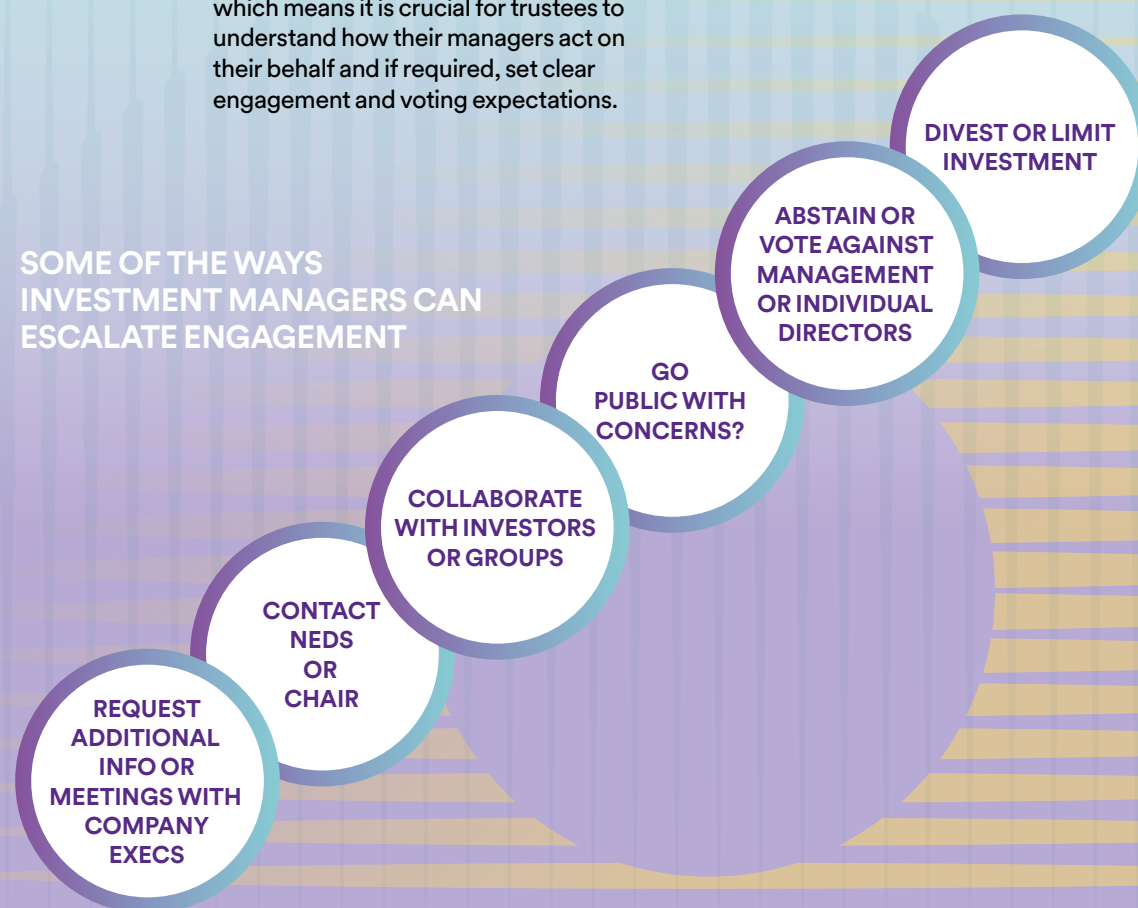 which means it is crucial for trustees to
understand how their managers act on
their behalf and if required, set clear
engagement and voting expectations.
SOME OF THE WAYS
INVESTMENT MANAGERS CAN
ESCALATE ENGAGEMENT
REQUEST
ADDITIONAL
INFO OR
MEETINGS WITH
COMPANY
EXECS
CONTACT
NEDS
OR
CHAIR
COLLABORATE
WITH INVESTORS
OR GROUPS
GO
PUBLIC WITH
CONCERNS?
ABSTAIN OR
VOTE AGAINST
MANAGEMENT
OR INDIVIDUAL
DIRECTORS
DIVEST OR LIMIT
INVESTMENT